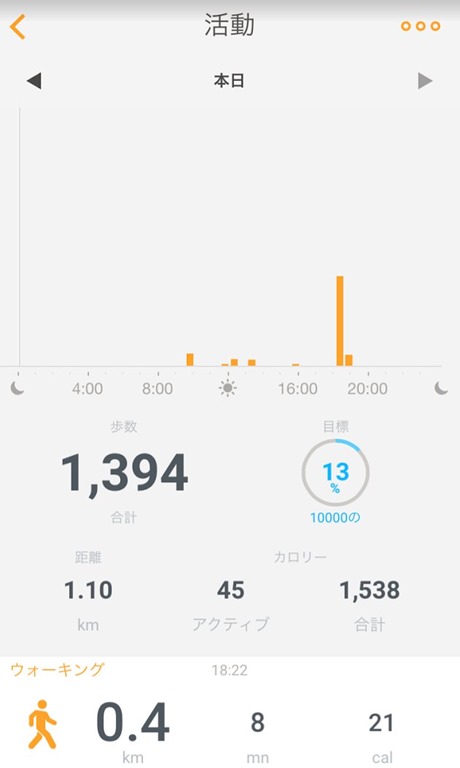 活動
本日
4:00 8:00 16:00 20:00
歩数 目標
1,394 13
%
合計 10000の
距離 カロリー
1.10 45 1,538
km アクティブ 合計
ウォーキング 18:22
0.4 8 21
km mn cal